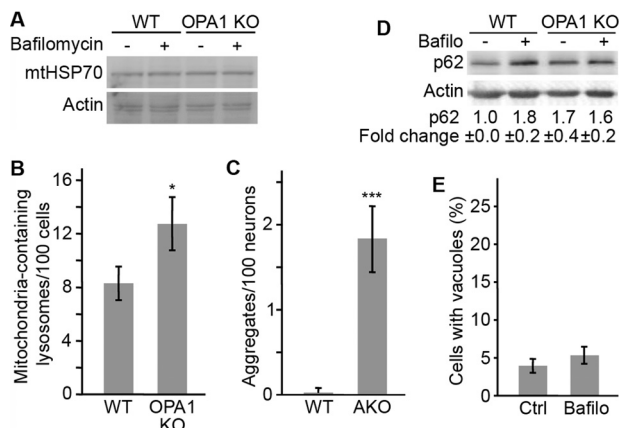 A
WT OPA1 KO
Bafilomycin - + - +
mtHSP70
Actin
D
WT OPA1 KO
Bafilo - + - +
p62
Actin
p62 1.0 1.8 1.7 1.6
Fold change ±0.0 ±0.2 ±0.4 ±0.2
B
Mitochondria-containing
lysosomes/100 cells
16
12
8
4
0
*
WT OPA1
KO
C
Aggregates/100 neurons
2
1
0
***
WT AKO
E
Cells with vacuoles (%)
25
20
15
10
5
0
Ctrl Bafilo